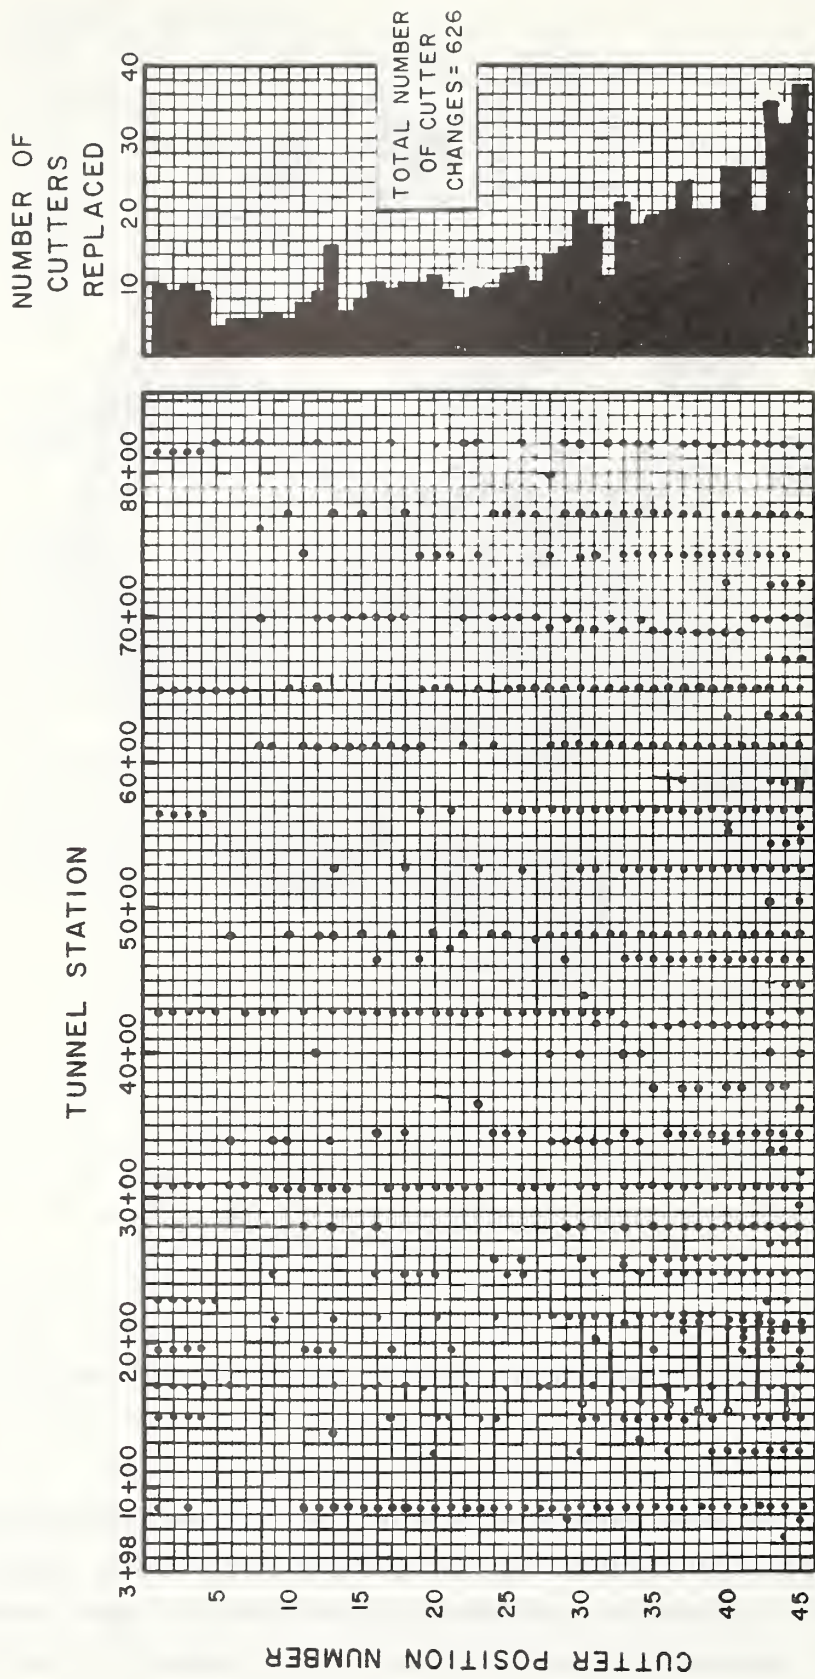 NUMBER OF
CUTTERS
REPLACED
10
20
30
40
TOTAL NUMBER
OF CUTTER
CHANGES = 626
TUNNEL STATION
3+98
10+00
20+00
30+00
40+00
50+00
60+00
70+00
80+00
CUTTER POSITION NUMBER
5
10
15
20
25
30
35
40
45